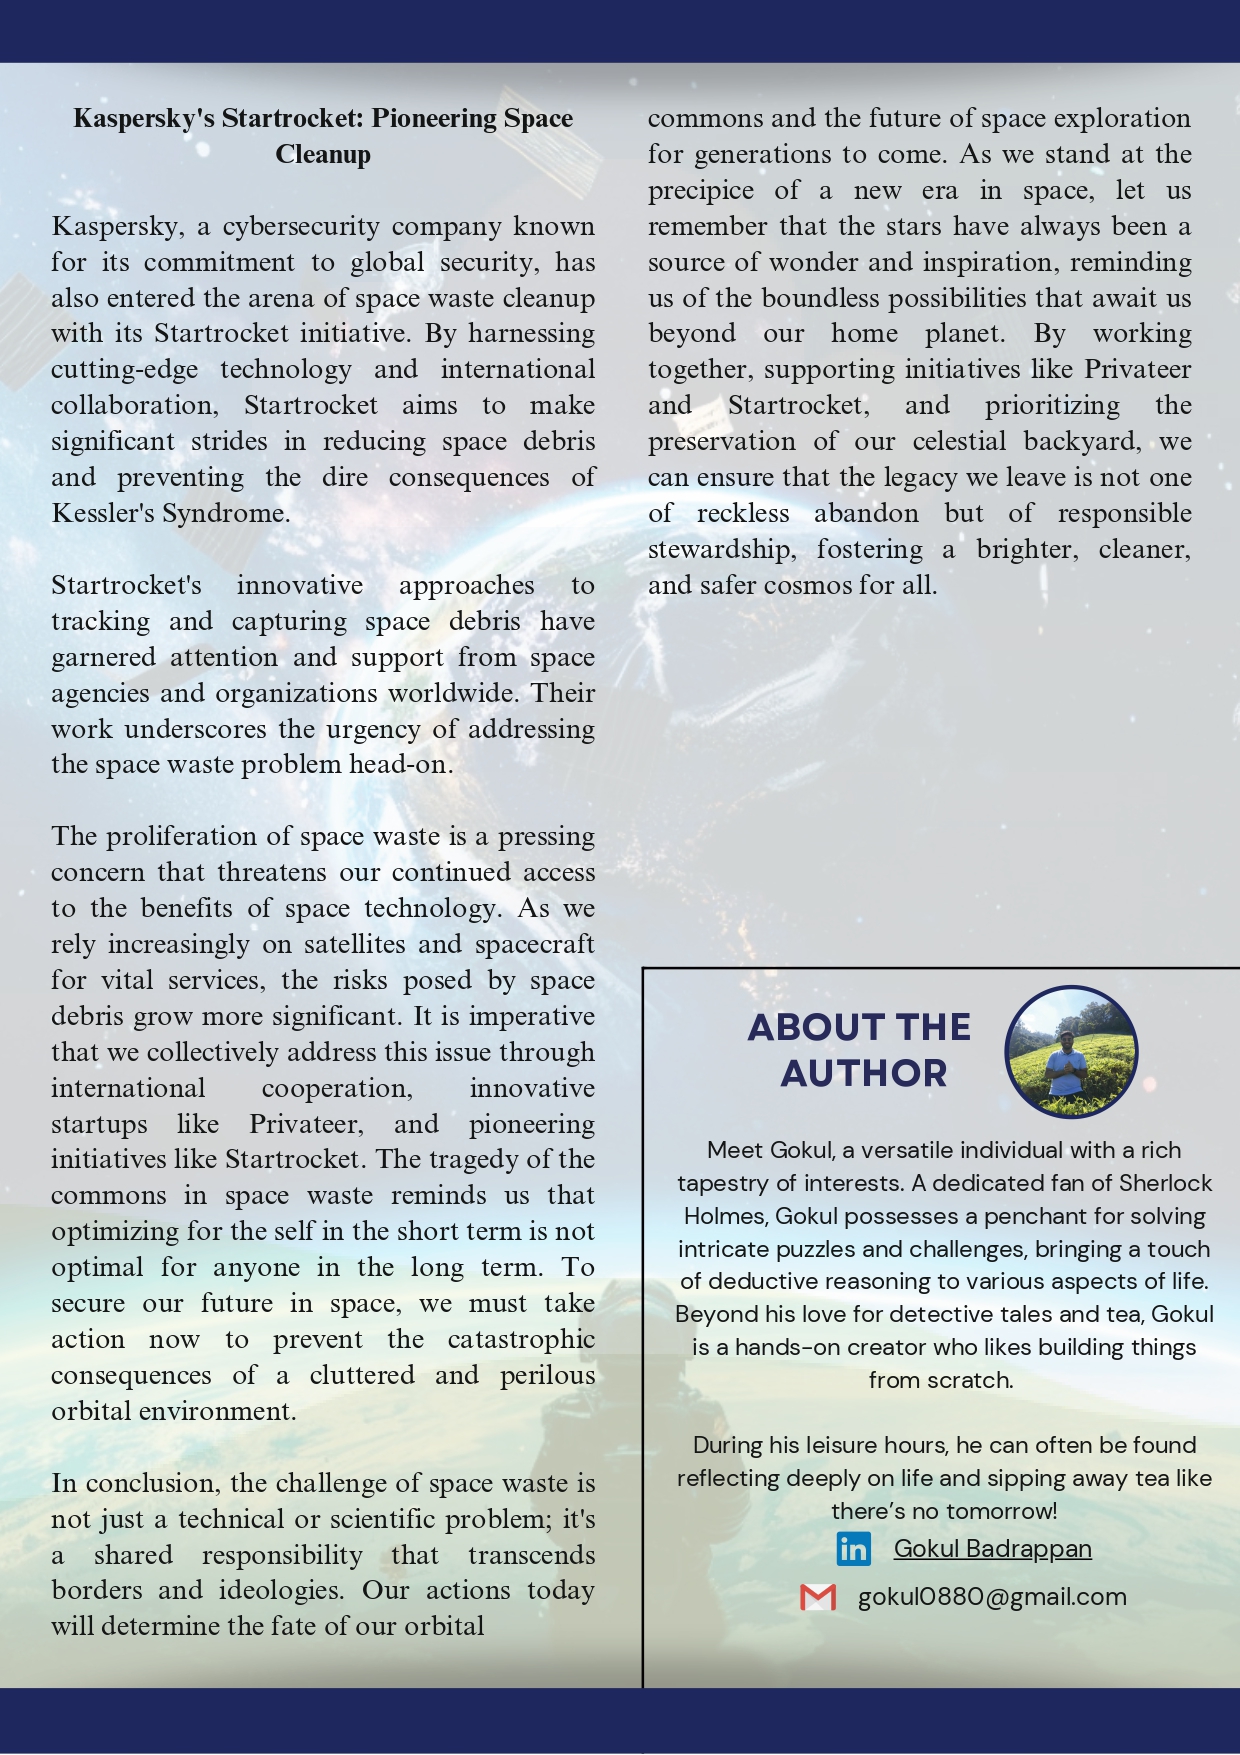 Kaspersky's Startrocket: Pioneering Space
Cleanup
Kaspersky, a cybersecurity company known
for its commitment to global security, has
also entered the arena of space waste cleanup
with its Startrocket initiative. By harnessing
cutting-edge technology and international
collaboration, Startrocket aims to make
significant strides in reducing space debris
and preventing the dire consequences of
Kessler's Syndrome.
Startrocket's innovative approaches to
tracking and capturing space debris have
garnered attention and support from space
agencies and organizations worldwide. Their
work underscores the urgency of addressing
the space waste problem head-on.
The proliferation of space waste is a pressing
concern that threatens our continued access
to the benefits of space technology. As we
rely increasingly on satellites and spacecraft
for vital services, the risks posed by space
debris grow more significant. It is imperative
that we collectively address this issue through
international cooperation, innovative
startups like Privateer, and pioneering
initiatives like Startrocket. The tragedy of the
commons in space waste reminds us that
optimizing for the self in the short term is not
optimal for anyone in the long term. To
secure our future in space, we must take
action now to prevent the catastrophic
consequences of a cluttered and perilous
orbital environment.
In conclusion, the challenge of space waste is
not just a technical or scientific problem; it's
a shared responsibility that transcends
borders and ideologies. Our actions today
will determine the fate of our orbital
commons and the future of space exploration
for generations to come. As we stand at the
precipice of a new era in space, let us
remember that the stars have always been a
source of wonder and inspiration, reminding
us of the boundless possibilities that await us
beyond our home planet. By working
together, supporting initiatives like Privateer
and Startrocket, and prioritizing the
preservation of our celestial backyard, we
can ensure that the legacy we leave is not one
of reckless abandon but of responsible
stewardship, fostering a brighter, cleaner,
and safer cosmos for all.
ABOUT THE
AUTHOR
Meet Gokul, a versatile individual with a rich
tapestry of interests. A dedicated fan of Sherlock
Holmes, Gokul possesses a penchant for solving
intricate puzzles and challenges, bringing a touch
of deductive reasoning to various aspects of life.
Beyond his love for detective tales and tea, Gokul
is a hands-on creator who likes building things
from scratch.
During his leisure hours, he can often be found
reflecting deeply on life and sipping away tea like
there's no tomorrow!
in Gokul Badrappan
gokul0880@gmail.com